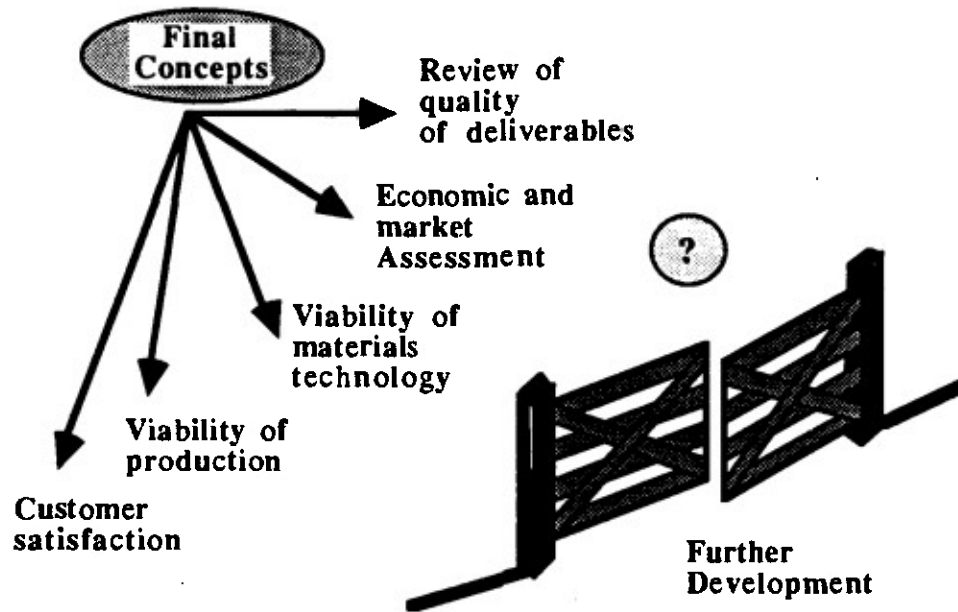 Final
Concepts
Review of
quality
of deliverables
Economic and
market
Assessment
?
Viability of
materials
technology
Viability of
production
Customer
satisfaction
Further
Development